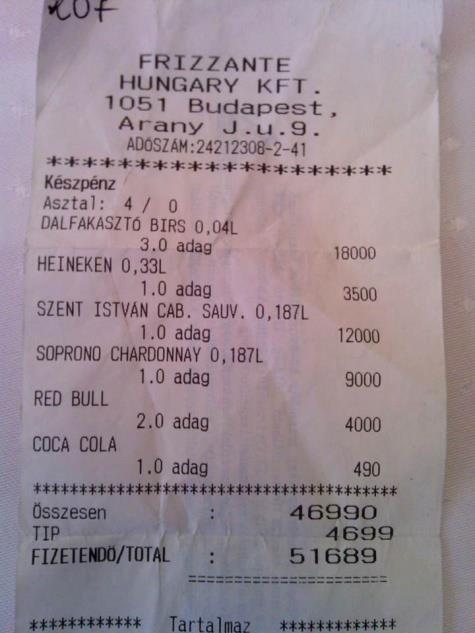 207
FRIZZANTE
HUNGARY KFT.
1051 Budapest,
Arany J.u.9.
ADÓSZÁM:24212308-2-41
********************
Készpénz
Asztal: 4 / 0
DALFAKASZTÓ BIRS 0,04L
3.0 adag 18000
HEINEKEN 0,33L
1.0 adag 3500
SZENT ISTVÁN CAB. SAUV. 0,187L
1.0 adag 12000
SOPRONO CHARDONNAY 0,187L
1.0 adag 9000
RED BULL
2.0 adag 4000
COCA COLA
1.0 adag 490
****************************************
Összesen : 46990
TIP 4699
FIZETENDŐ/TOTAL : 51689
======================
************ Tartalmaz *************